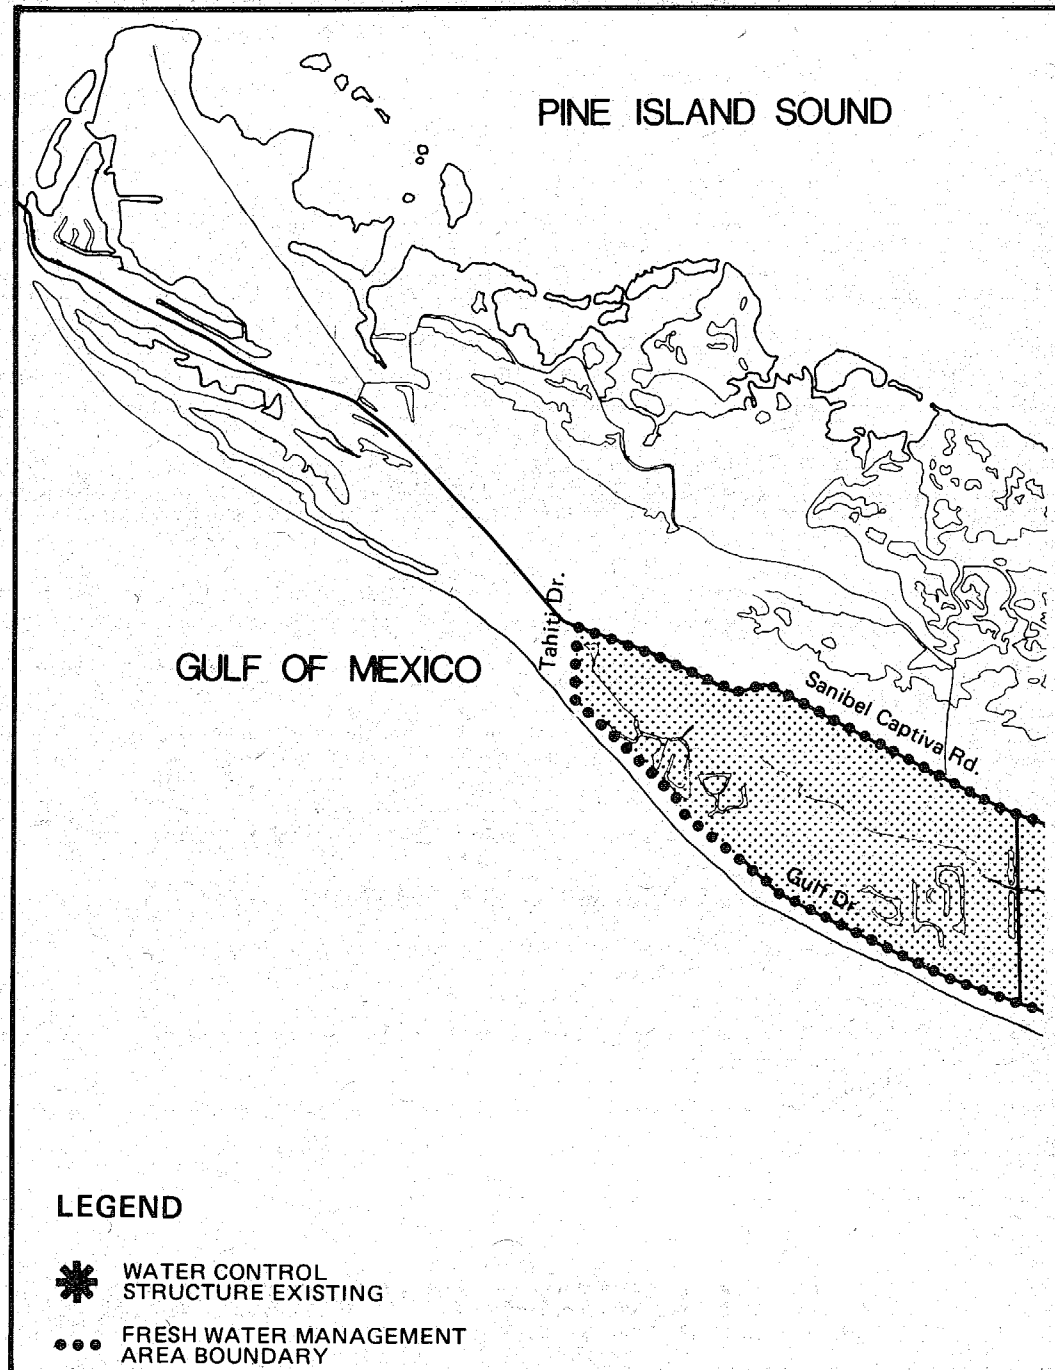 PINE ISLAND SOUND
Tahiti Dr.
GULF OF MEXICO
Sanibel Captiva Rd.
Gulf Dr
LEGEND
WATER CONTROL
STRUCTURE EXISTING
FRESH WATER MANAGEMENT
AREA BOUNDARY